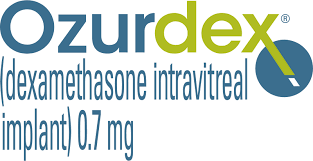 Ozurdex®
(dexamethasone intravitreal
implant) 0.7 mg